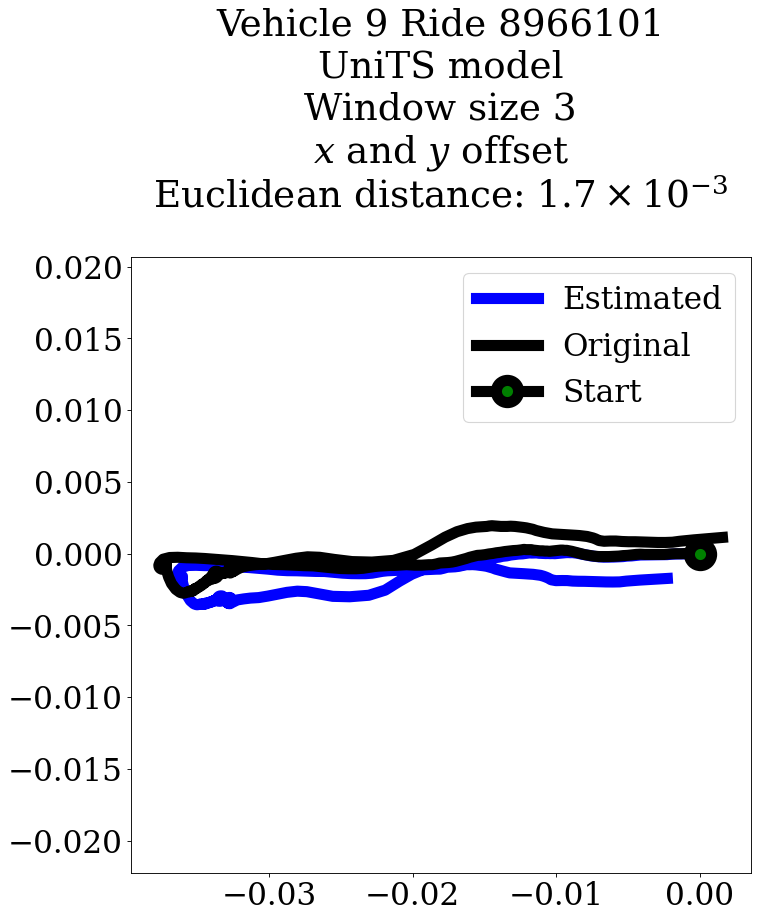 Vehicle 9 Ride 8966101
UniTS model
Window size 3
x and y offset
Euclidean distance: 1.7 × 10⁻³
0.020
0.015
0.010
0.005
0.000
−0.005
−0.010
−0.015
−0.020
Estimated
Original
Start
−0.03 −0.02 −0.01 0.00